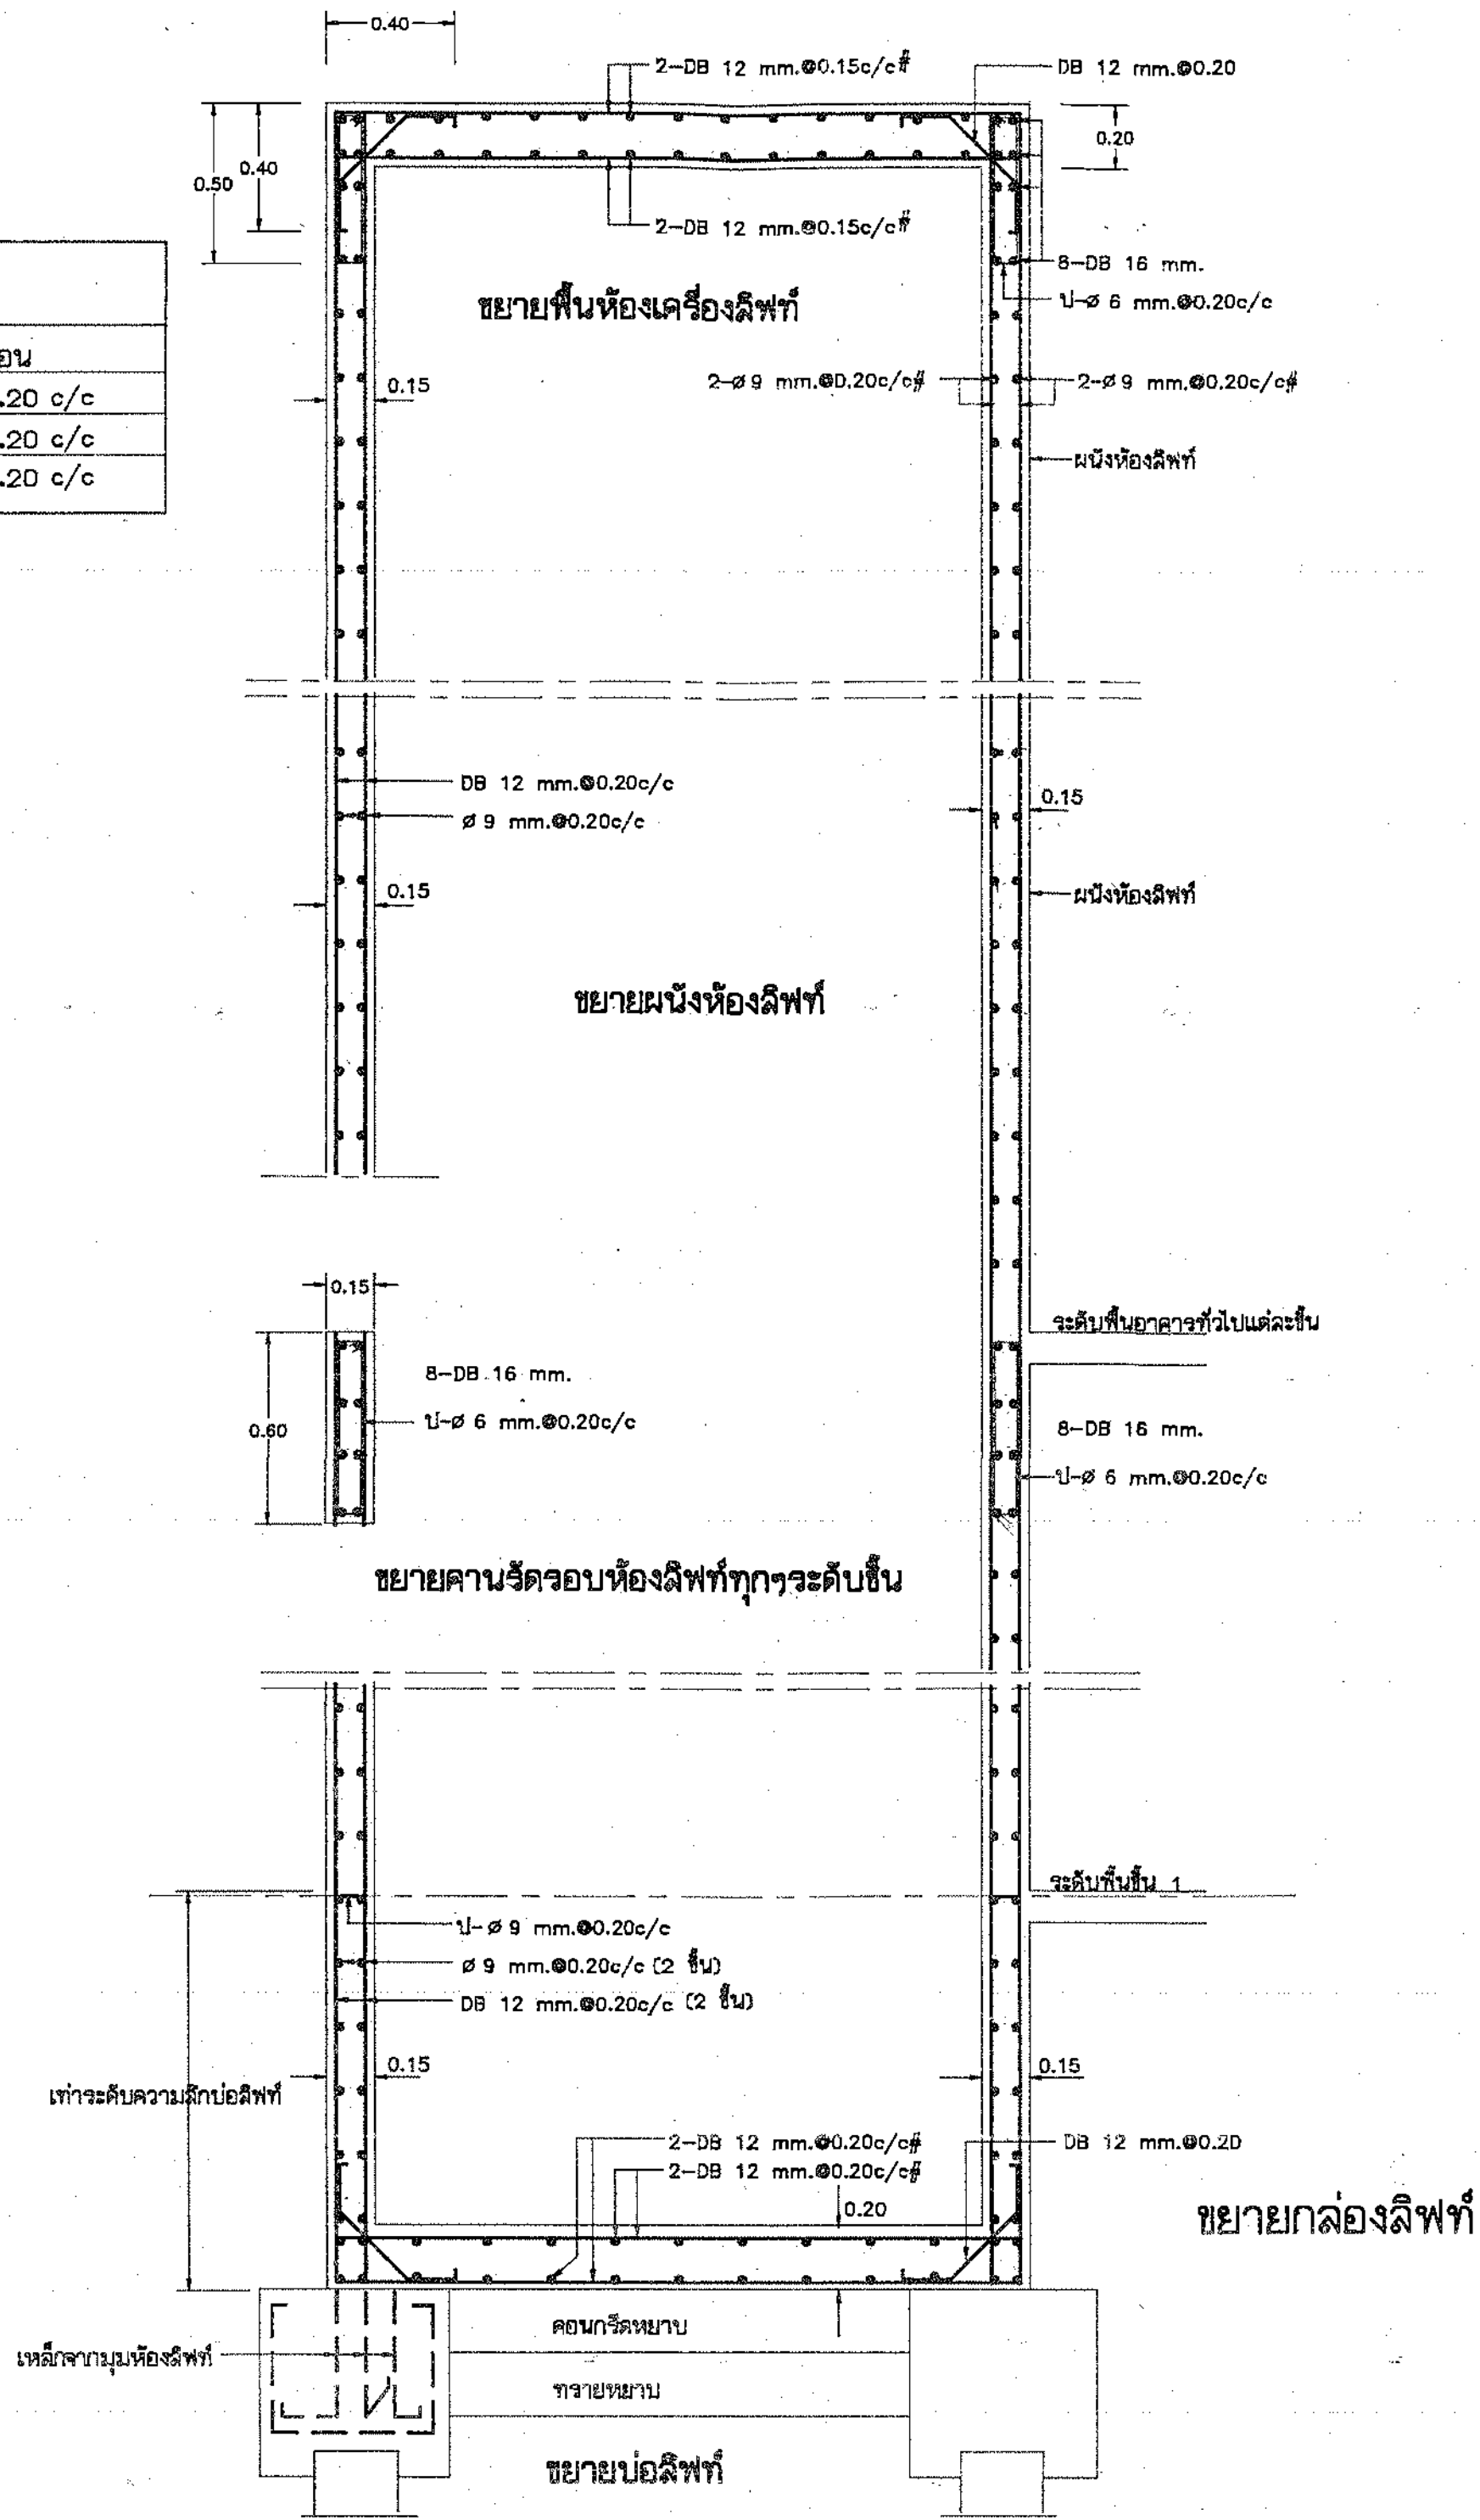 0.40
2-DB 12 mm.@0.15c/c#
DB 12 mm.@0.20
0.50
0.40
0.20
2-DB 12 mm.@0.15c/c#
8-DB 16 mm.
ป-ø 6 mm.@0.20c/c
ขยายพื้นห้องเครื่องลิฟท์
อน
.20 c/c
.20 c/c
.20 c/c
0.15
2-ø 9 mm.@0.20c/c#
2-ø 9 mm.@0.20c/c#
ผนังห้องลิฟท์
DB 12 mm.@0.20c/c
ø 9 mm.@0.20c/c
0.15
0.15
ผนังห้องลิฟท์
ขยายผนังห้องลิฟท์
0.15
ระดับพื้นอาคารทั่วไปแต่ละชั้น
0.60
8-DB 16 mm.
ป-ø 6 mm.@0.20c/c
8-DB 16 mm.
ป-ø 6 mm.@0.20c/c
ขยายคานรัดรอบห้องลิฟท์ทุกๆระดับชั้น
ระดับพื้นชั้น 1
ป-ø 9 mm.@0.20c/c
ø 9 mm.@0.20c/c (2 ชั้น)
DB 12 mm.@0.20c/c (2 ชั้น)
0.15
0.15
เท่าระดับความลึกบ่อลิฟท์
2-DB 12 mm.@0.20c/c#
2-DB 12 mm.@0.20c/c#
DB 12 mm.@0.20
0.20
ขยายกล่องลิฟท์
คอนกรีตหยาบ
เหล็กจากมุมห้องลิฟท์
ทรายหยาบ
ขยายบ่อลิฟท์